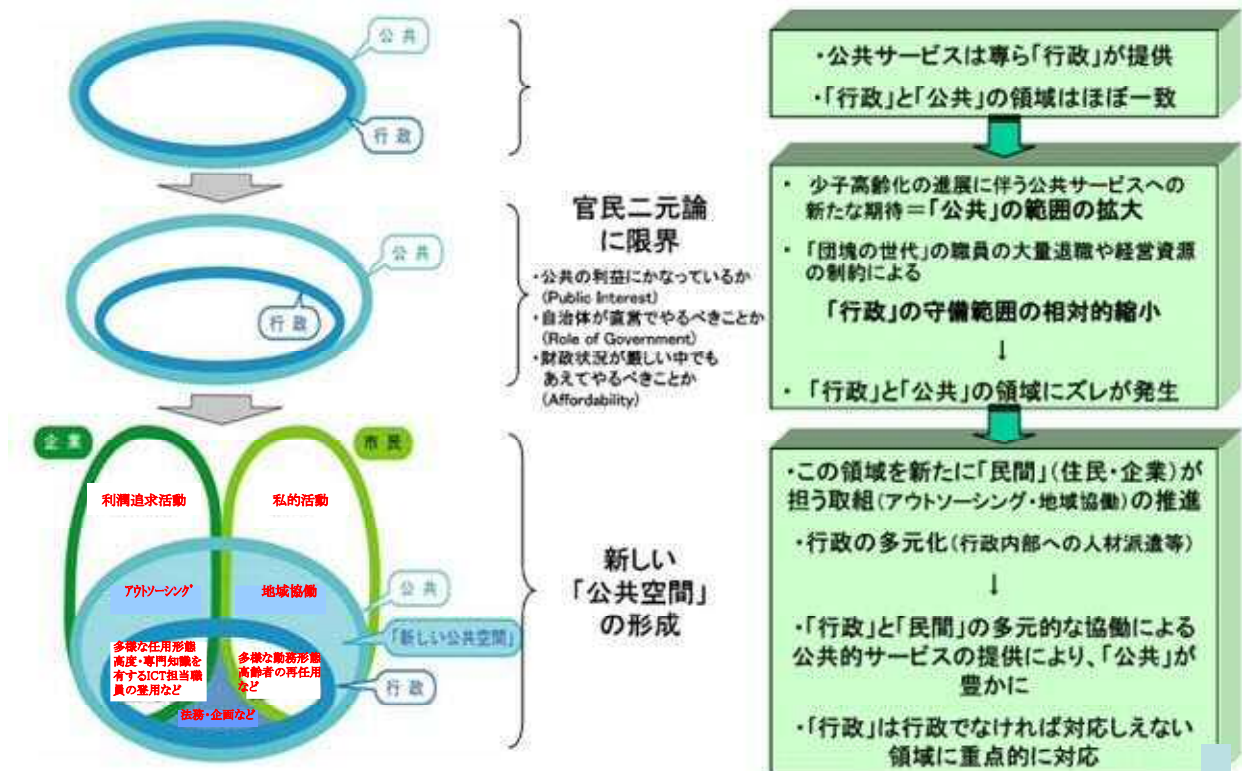 公共
行政
公共
行政
官民二元論
に限界
・公共の利益にかなっているか
(Public Interest)
・自治体が直営でやるべきことか
(Role of Government)
・財政状況が厳しい中でも
あえてやるべきことか
(Affordability)
企業
市民
利潤追求活動
私的活動
アウトソーシング
地域協働
公共
「新しい公共空間」
多様な任用形態
高度・専門知識を
有するICT担当職
員の登用など
多様な勤務形態
高齢者の再任用
など
行政
法務・企画など
新しい
「公共空間」
の形成
・公共サービスは専ら「行政」が提供
・「行政」と「公共」の領域はほぼ一致
・ 少子高齢化の進展に伴う公共サービスへの
新たな期待＝「公共」の範囲の拡大
・ 「団塊の世代」の職員の大量退職や経営資源
の制約による
「行政」の守備範囲の相対的縮小
↓
・ 「行政」と「公共」の領域にズレが発生
・この領域を新たに「民間」(住民・企業)が
担う取組(アウトソーシング・地域協働)の推進
・行政の多元化(行政内部への人材派遣等)
↓
・「行政」と「民間」の多元的な協働による
公共的サービスの提供により、「公共」が
豊かに
・「行政」は行政でなければ対応しえない
領域に重点的に対応